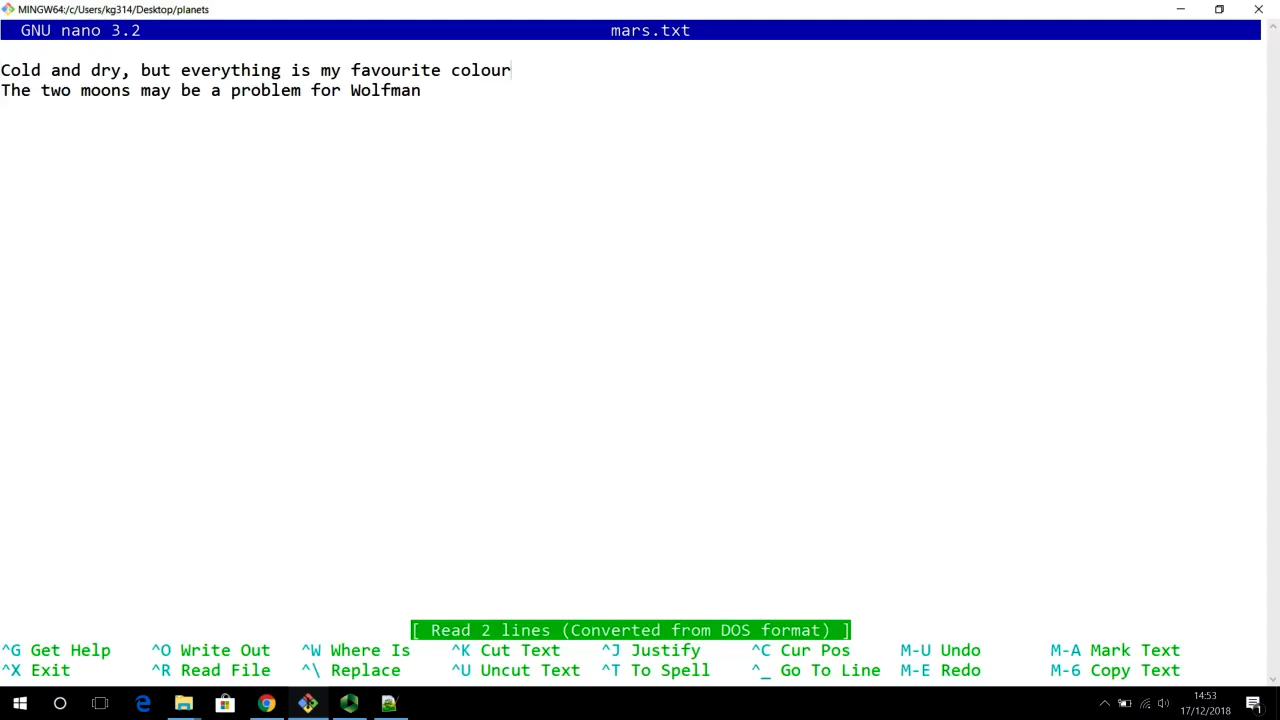 MINGW64:/c/Users/kg314/Desktop/planets
GNU nano 3.2 mars.txt
Cold and dry, but everything is my favourite colour
The two moons may be a problem for Wolfman
[ Read 2 lines (Converted from DOS format) ]
^G Get Help ^O Write Out ^W Where Is ^K Cut Text ^J Justify ^C Cur Pos M-U Undo M-A Mark Text
^X Exit ^R Read File ^\ Replace ^U Uncut Text ^T To Spell ^_ Go To Line M-E Redo M-6 Copy Text
14:53
17/12/2018
1